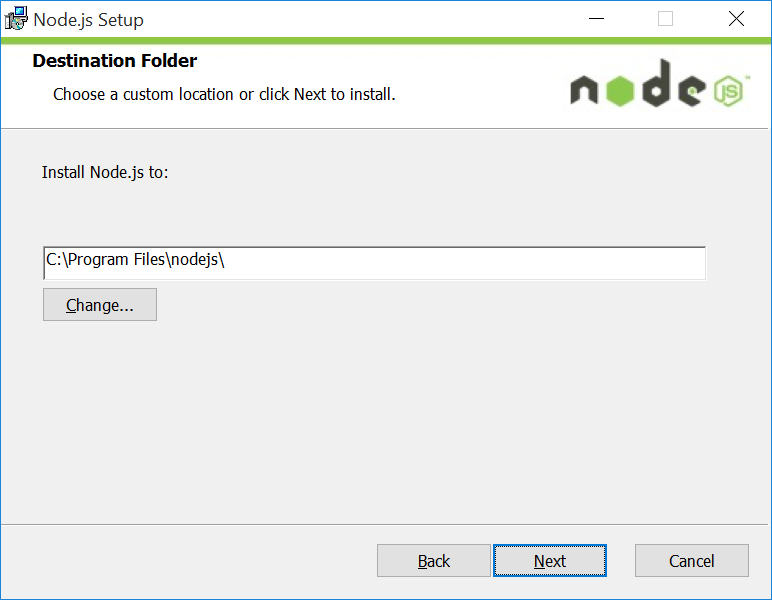 Node.js Setup
Destination Folder
Choose a custom location or click Next to install.
node JS ™
Install Node.js to:
C:\Program Files\nodejs\
Change...
Back Next Cancel